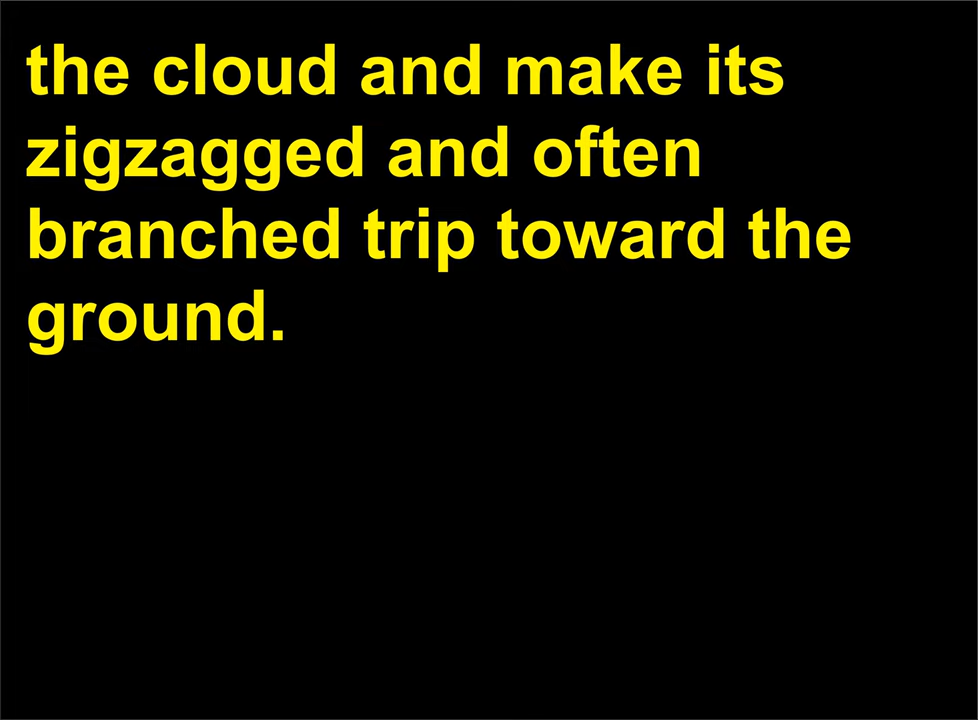 the cloud and make its
zigzagged and often
branched trip toward the
ground.